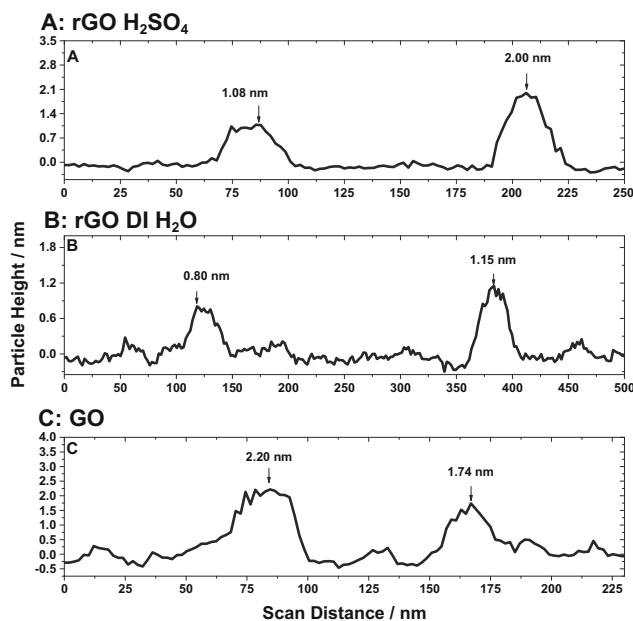 A: rGO H₂SO₄
A
1.08 nm
2.00 nm
3.5
2.8
2.1
1.4
0.7
0.0
0 25 50 75 100 125 150 175 200 225 250
B: rGO DI H₂O
B
0.80 nm
1.15 nm
1.8
1.2
0.6
0.0
0 50 100 150 200 250 300 350 400 450 500
Particle Height / nm
C: GO
C
2.20 nm
1.74 nm
4.0
3.5
3.0
2.5
2.0
1.5
1.0
0.5
0.0
-0.5
0 25 50 75 100 125 150 175 200 225
Scan Distance / nm